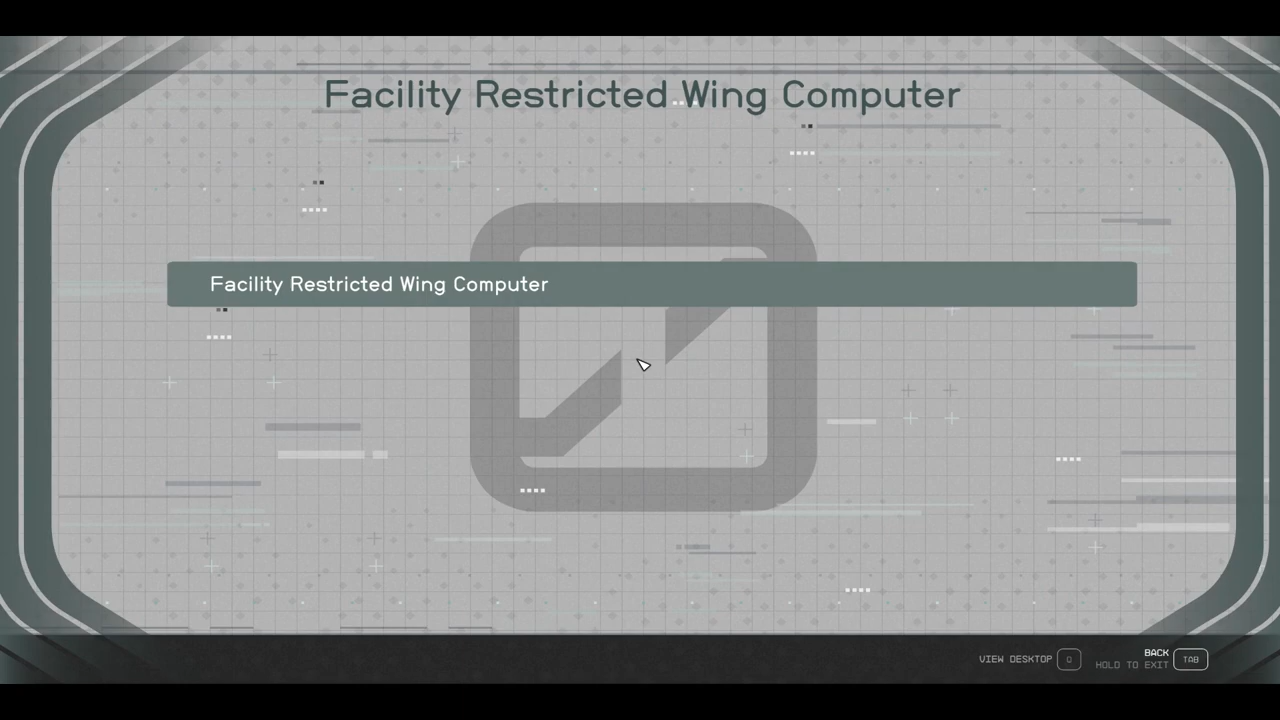 Facility Restricted Wing Computer
Facility Restricted Wing Computer
VIEW DESKTOP Q
BACK
HOLD TO EXIT TAB